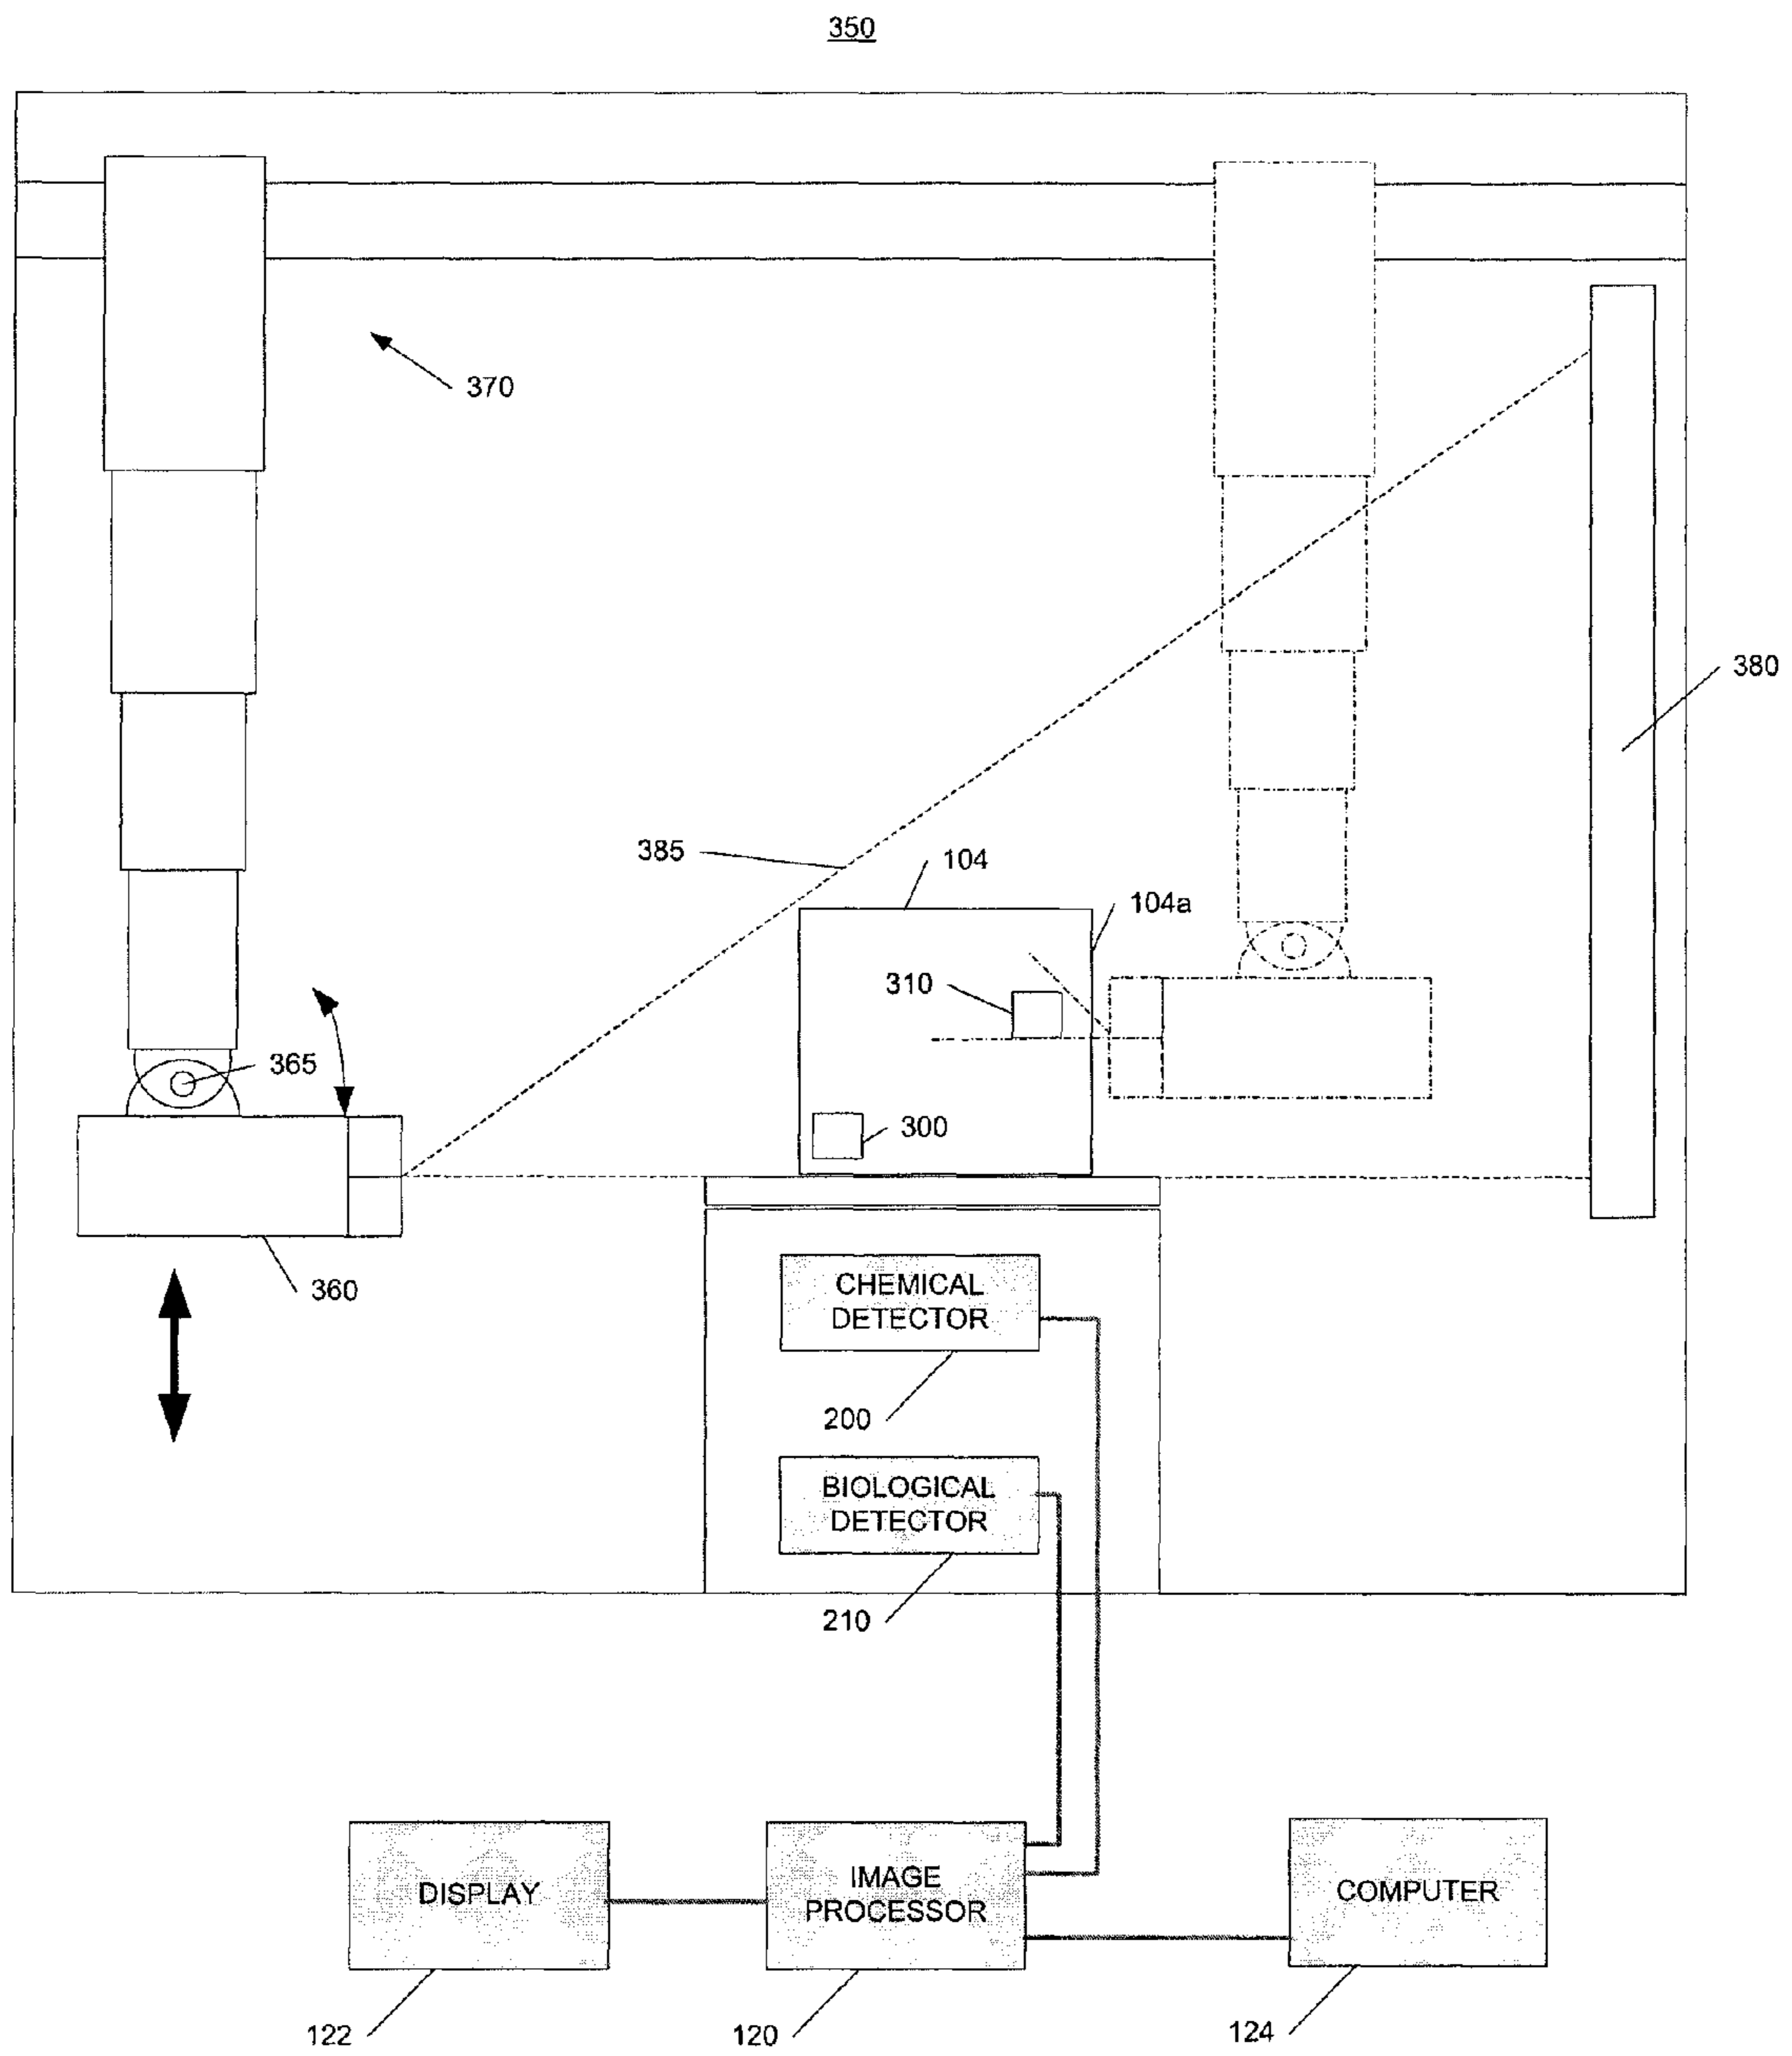 350
370
380
385
104
104a
310
365
300
360
CHEMICAL
DETECTOR
200
BIOLOGICAL
DETECTOR
210
DISPLAY
IMAGE
PROCESSOR
COMPUTER
122
120
124